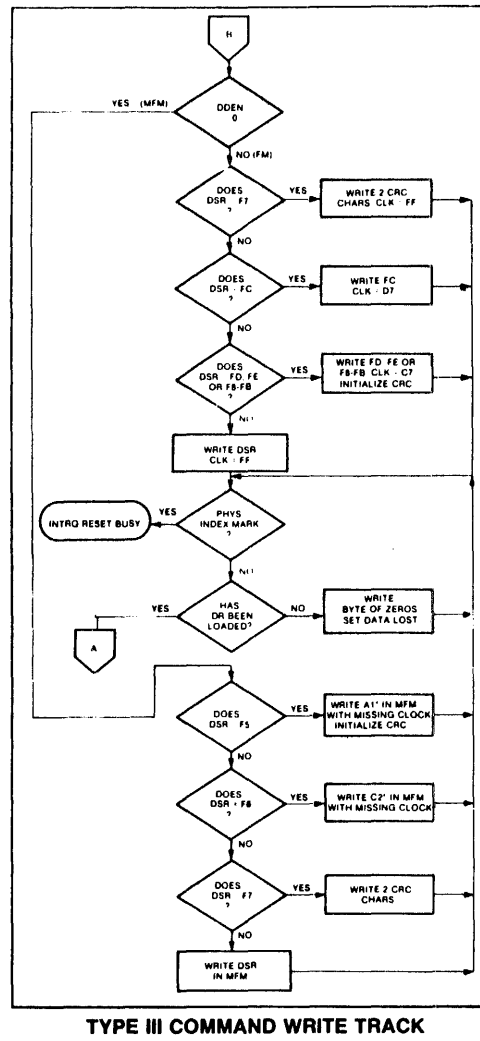 B
YES (MFM)
DDEN
0
NO (FM)
DOES
DSR F7
?
YES
WRITE 2 CRC
CHARS CLK FF
NO
DOES
DSR FC
?
YES
WRITE FC
CLK D7
NO
DOES
DSR FD, FE
OR F8-FB
?
YES
WRITE FD, FE OR
F8-FB CLK C7
INITIALIZE CRC
NO
WRITE DSR
CLK FF
PHYS
INDEX MARK
?
YES
INTRQ RESET BUSY
NO
HAS
DR BEEN
LOADED?
YES
A
NO
WRITE
BYTE OF ZEROS
SET DATA LOST
DOES
DSR F5
YES
WRITE A1* IN MFM
WITH MISSING CLOCK
INITIALIZE CRC
NO
DOES
DSR F6
?
YES
WRITE C2* IN MFM
WITH MISSING CLOCK
NO
DOES
DSR F7
?
YES
WRITE 2 CRC
CHARS
NO
WRITE DSR
IN MFM
TYPE III COMMAND WRITE TRACK